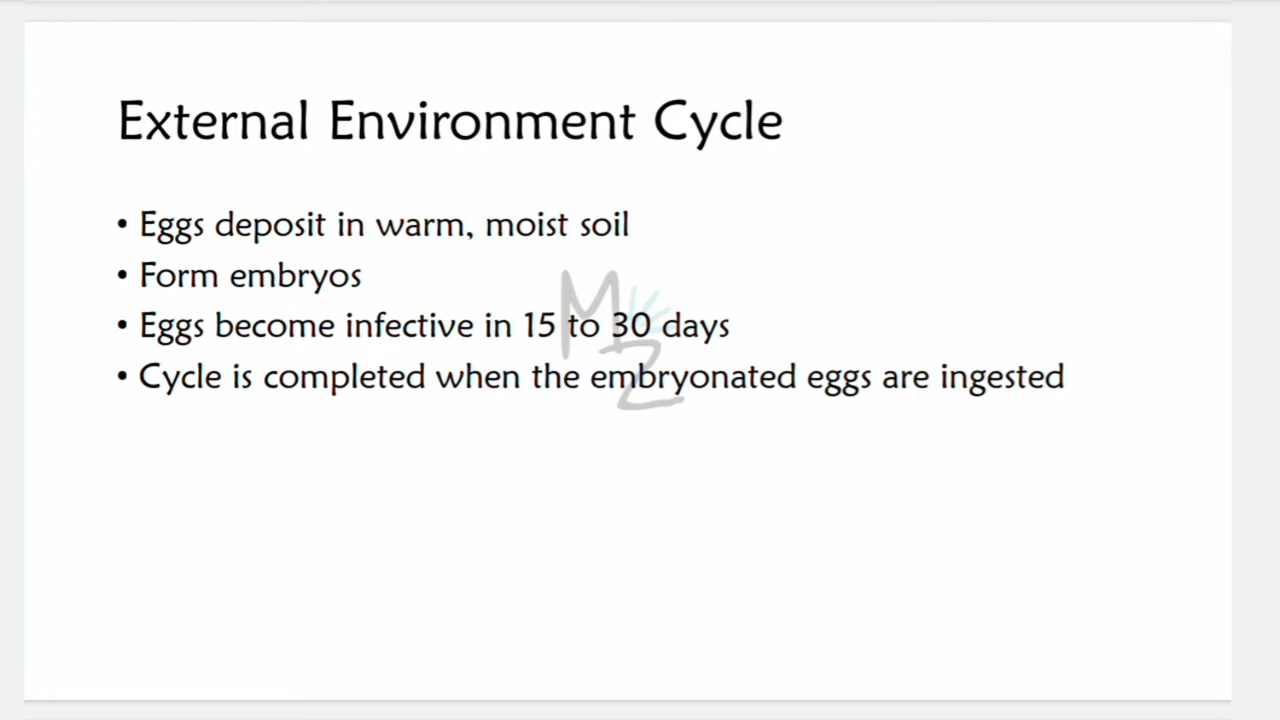 External Environment Cycle
• Eggs deposit in warm, moist soil
• Form embryos
• Eggs become infective in 15 to 30 days
• Cycle is completed when the embryonated eggs are ingested
MZ